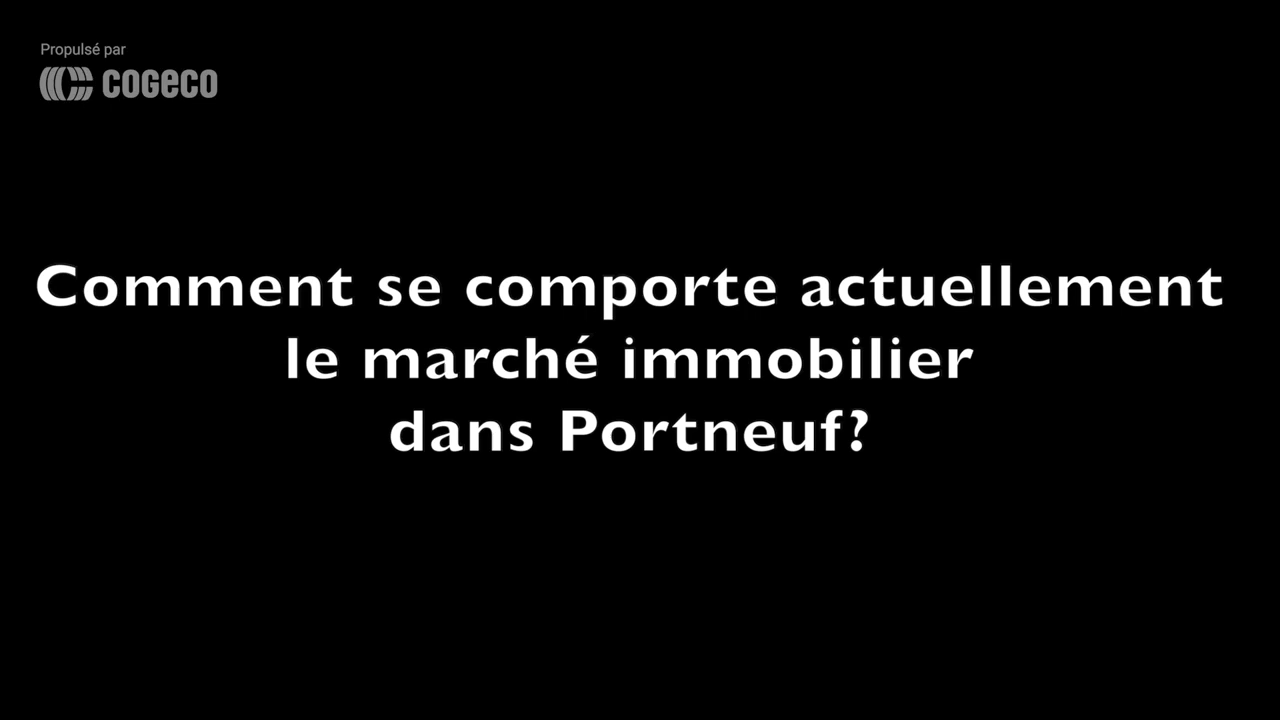 Propulsé par
COGECO
Comment se comporte actuellement
le marché immobilier
dans Portneuf?